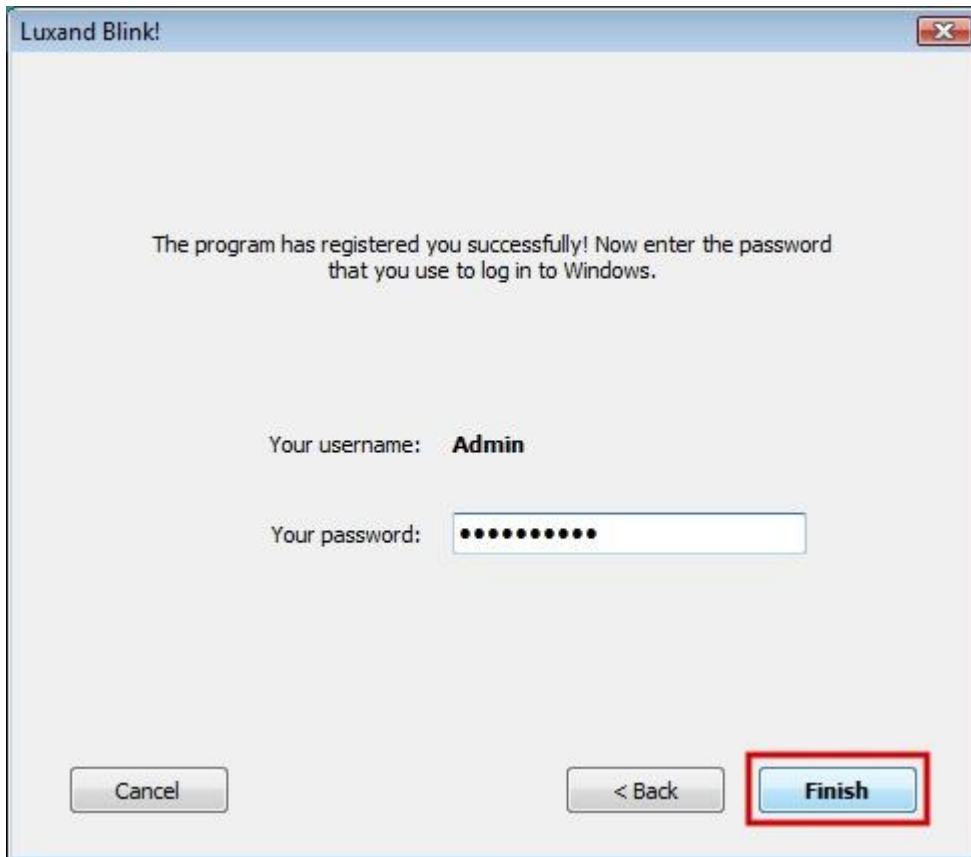 Luxand Blink!
The program has registered you successfully! Now enter the password
that you use to log in to Windows.
Your username: Admin
Your password: ••••••••••
Cancel
< Back
Finish